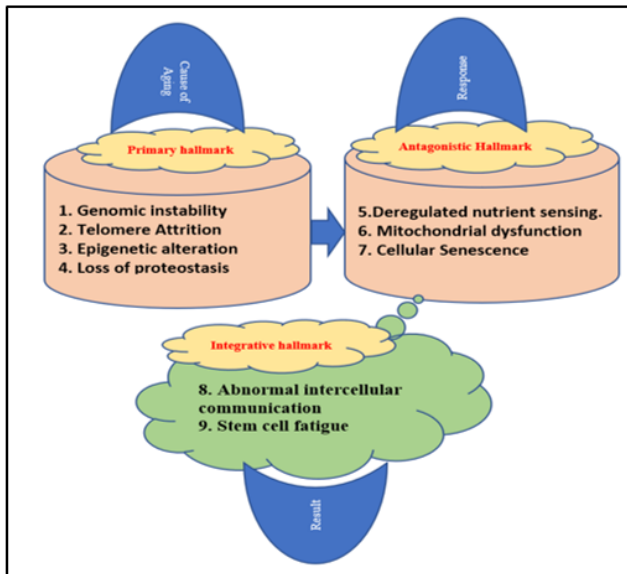 Cause of
Aging
Primary hallmark
1. Genomic instability
2. Telomere Attrition
3. Epigenetic alteration
4. Loss of proteostasis
Response
Antagonistic Hallmark
5.Deregulated nutrient sensing.
6. Mitochondrial dysfunction
7. Cellular Senescence
Integrative hallmark
8. Abnormal intercellular
communication
9. Stem cell fatigue
Result